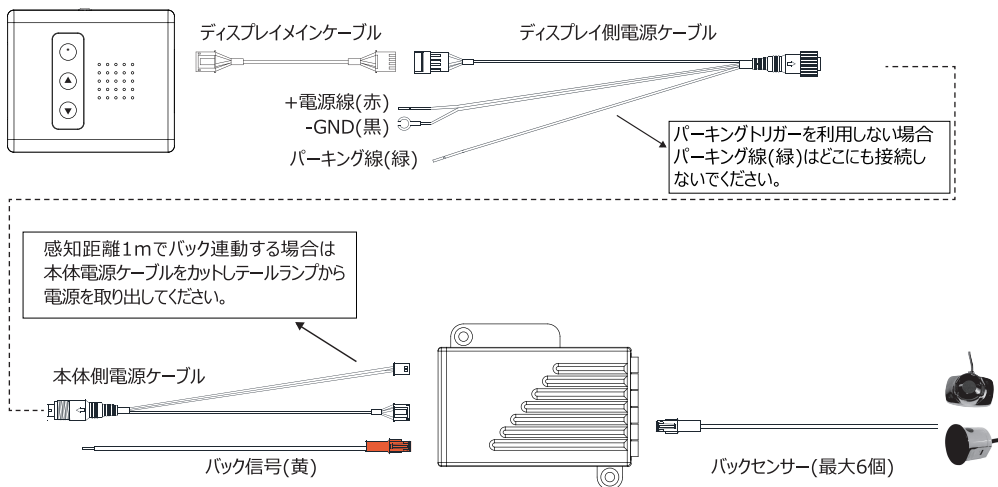 ディスプレイメインケーブル
ディスプレイ側電源ケーブル
+電源線(赤)
-GND(黒)
パーキング線(緑)
パーキングトリガーを利用しない場合
パーキング線(緑)はどこにも接続し
ないでください。
感知距離1mでバック連動する場合は
本体電源ケーブルをカットしテールランプから
電源を取り出してください。
本体側電源ケーブル
バック信号(黄)
バックセンサー(最大6個)